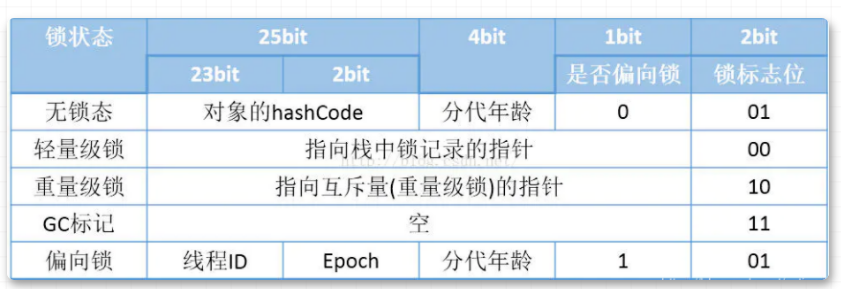 锁状态 25bit 4bit 1bit 2bit
23bit 2bit 是否偏向锁 锁标志位
无锁态 对象的hashCode 分代年龄 0 01
轻量级锁 指向栈中锁记录的指针 00
重量级锁 指向互斥量(重量级锁)的指针 10
GC标记 空 11
偏向锁 线程ID Epoch 分代年龄 1 01